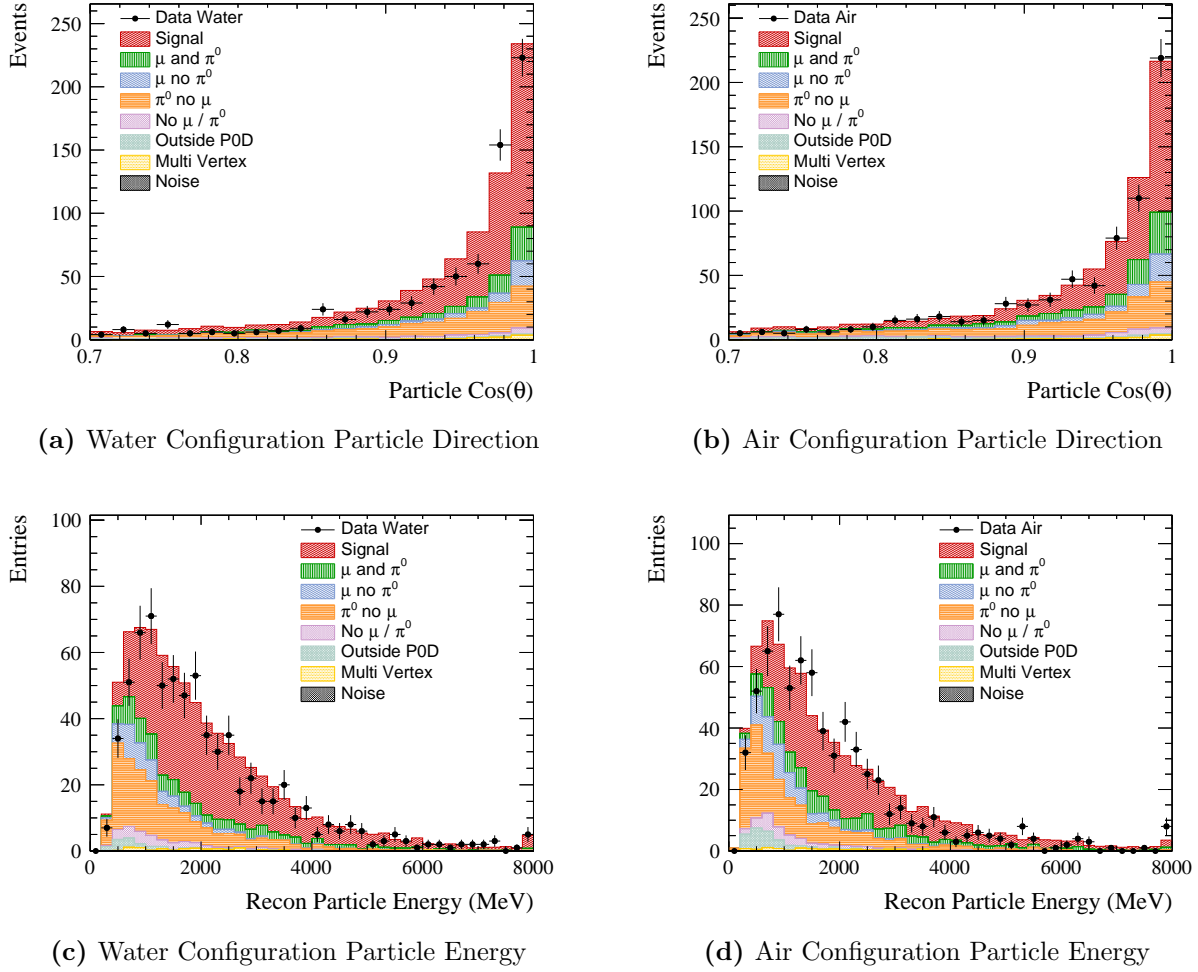 Events
250
200
150
100
50
0
Data Water
Signal
μ and π⁰
μ no π⁰
π⁰ no μ
No μ / π⁰
Outside P0D
Multi Vertex
Noise
0.7 0.8 0.9 1
Particle Cos(θ)
(a) Water Configuration Particle Direction
Events
250
200
150
100
50
0
Data Air
Signal
μ and π⁰
μ no π⁰
π⁰ no μ
No μ / π⁰
Outside P0D
Multi Vertex
Noise
0.7 0.8 0.9 1
Particle Cos(θ)
(b) Air Configuration Particle Direction
Entries
100
80
60
40
20
0
Data Water
Signal
μ and π⁰
μ no π⁰
π⁰ no μ
No μ / π⁰
Outside P0D
Multi Vertex
Noise
0 2000 4000 6000 8000
Recon Particle Energy (MeV)
(c) Water Configuration Particle Energy
Entries
100
80
60
40
20
0
Data Air
Signal
μ and π⁰
μ no π⁰
π⁰ no μ
No μ / π⁰
Outside P0D
Multi Vertex
Noise
0 2000 4000 6000 8000
Recon Particle Energy (MeV)
(d) Air Configuration Particle Energy